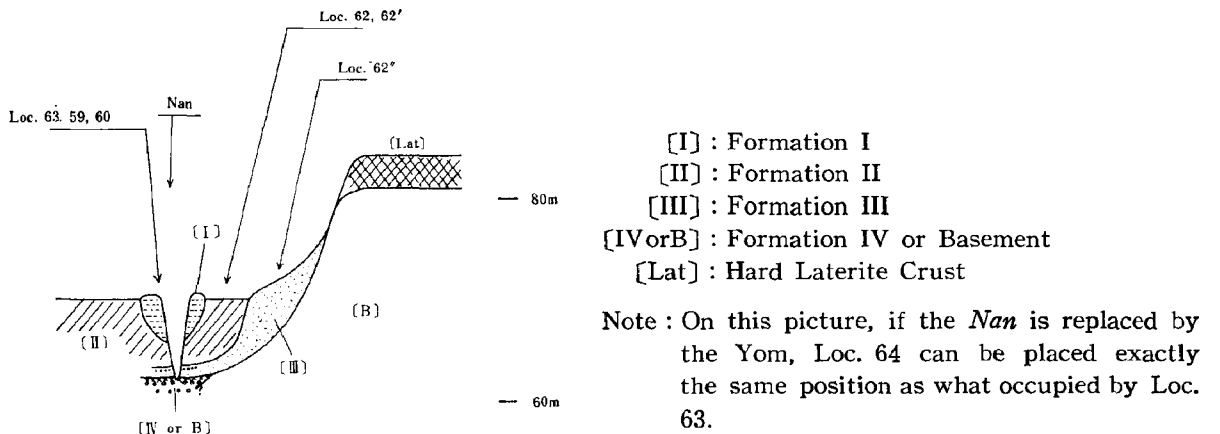 Loc. 62, 62′
Loc. 62″
Nan
Loc. 63. 59, 60
[Lat]
— 80m
[I]
[B]
[II]
[III]
— 60m
[IV or B]
[I] : Formation I
[II] : Formation II
[III] : Formation III
[IVorB] : Formation IV or Basement
[Lat] : Hard Laterite Crust
Note : On this picture, if the Nan is replaced by
the Yom, Loc. 64 can be placed exactly
the same position as what occupied by Loc.
63.